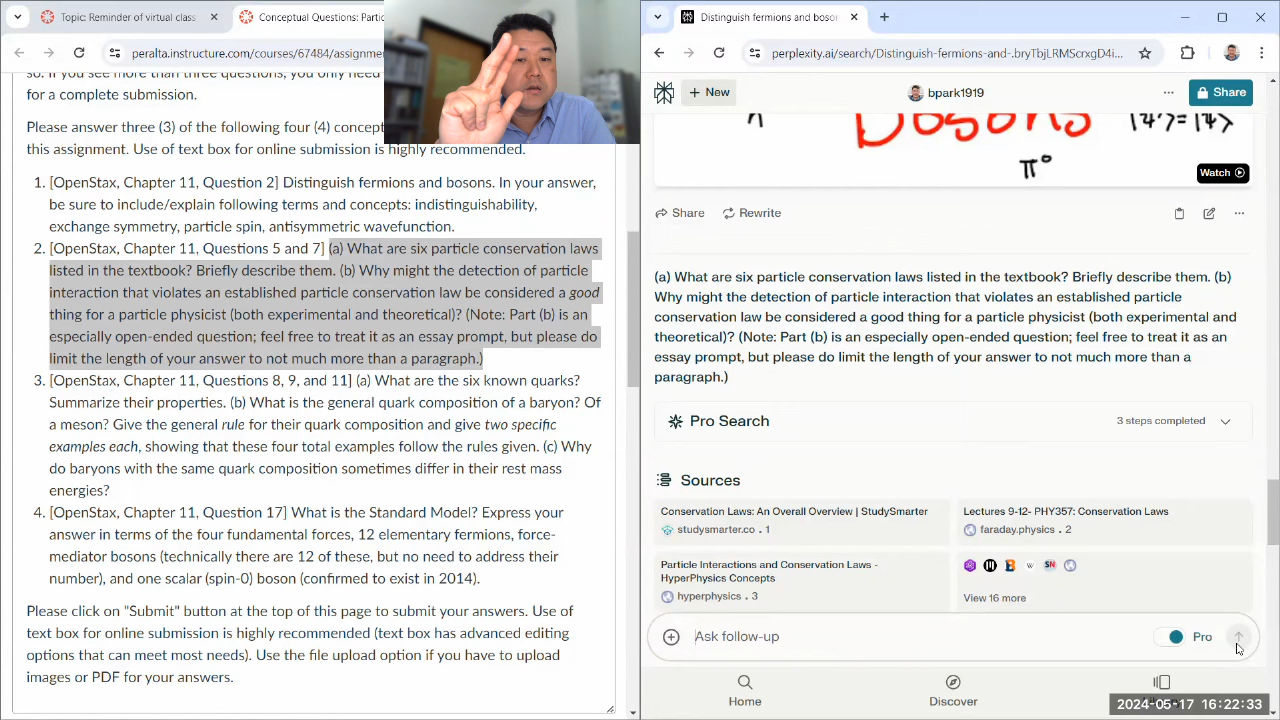 Topic: Reminder of virtual class
Conceptual Questions: Parti
peralta.instructure.com/courses/67484/assignme
so. If you see more than three questions, you only need
for a complete submission.
Please answer three (3) of the following four (4) concept
this assignment. Use of text box for online submission is highly recommended.
1. [OpenStax, Chapter 11, Question 2] Distinguish fermions and bosons. In your answer,
be sure to include/explain following terms and concepts: indistinguishability,
exchange symmetry, particle spin, antisymmetric wavefunction.
2. [OpenStax, Chapter 11, Questions 5 and 7] (a) What are six particle conservation laws
listed in the textbook? Briefly describe them. (b) Why might the detection of particle
interaction that violates an established particle conservation law be considered a good
thing for a particle physicist (both experimental and theoretical)? (Note: Part (b) is an
especially open-ended question; feel free to treat it as an essay prompt, but please do
limit the length of your answer to not much more than a paragraph.)
3. [OpenStax, Chapter 11, Questions 8, 9, and 11] (a) What are the six known quarks?
Summarize their properties. (b) What is the general quark composition of a baryon? Of
a meson? Give the general rule for their quark composition and give two specific
examples each, showing that these four total examples follow the rules given. (c) Why
do baryons with the same quark composition sometimes differ in their rest mass
energies?
4. [OpenStax, Chapter 11, Question 17] What is the Standard Model? Express your
answer in terms of the four fundamental forces, 12 elementary fermions, force-
mediator bosons (technically there are 12 of these, but no need to address their
number), and one scalar (spin-0) boson (confirmed to exist in 2014).
Please click on "Submit" button at the top of this page to submit your answers. Use of
text box for online submission is highly recommended (text box has advanced editing
options that can meet most needs). Use the file upload option if you have to upload
images or PDF for your answers.
Distinguish fermions and boson
perplexity.ai/search/Distinguish-fermions-and-.bryTbjLRMScqgD4i...
New
bpark1919
Share
Bosons
π°
Watch
Share
Rewrite
(a) What are six particle conservation laws listed in the textbook? Briefly describe them. (b)
Why might the detection of particle interaction that violates an established particle
conservation law be considered a good thing for a particle physicist (both experimental and
theoretical)? (Note: Part (b) is an especially open-ended question; feel free to treat it as an
essay prompt, but please do limit the length of your answer to not much more than a
paragraph.)
Pro Search
3 steps completed
Sources
Conservation Laws: An Overall Overview | StudySmarter
studysmarter.co . 1
Lectures 9-12- PHY357: Conservation Laws
faraday.physics . 2
Particle Interactions and Conservation Laws -
HyperPhysics Concepts
hyperphysics . 3
View 16 more
Ask follow-up
Pro
Home
Discover
2024-05-17 16:22:33